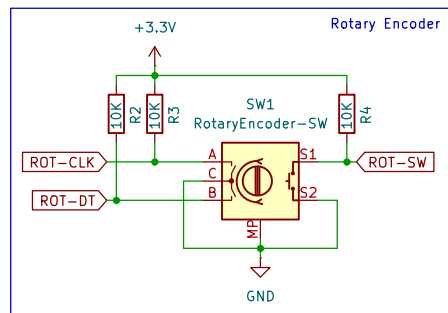 Rotary Encoder
+3.3V
10K
R2
10K
R3
10K
R4
SW1
RotaryEncoder-SW
ROT-CLK
A
S1
ROT-SW
C
ROT-DT
B
S2
MP
GND